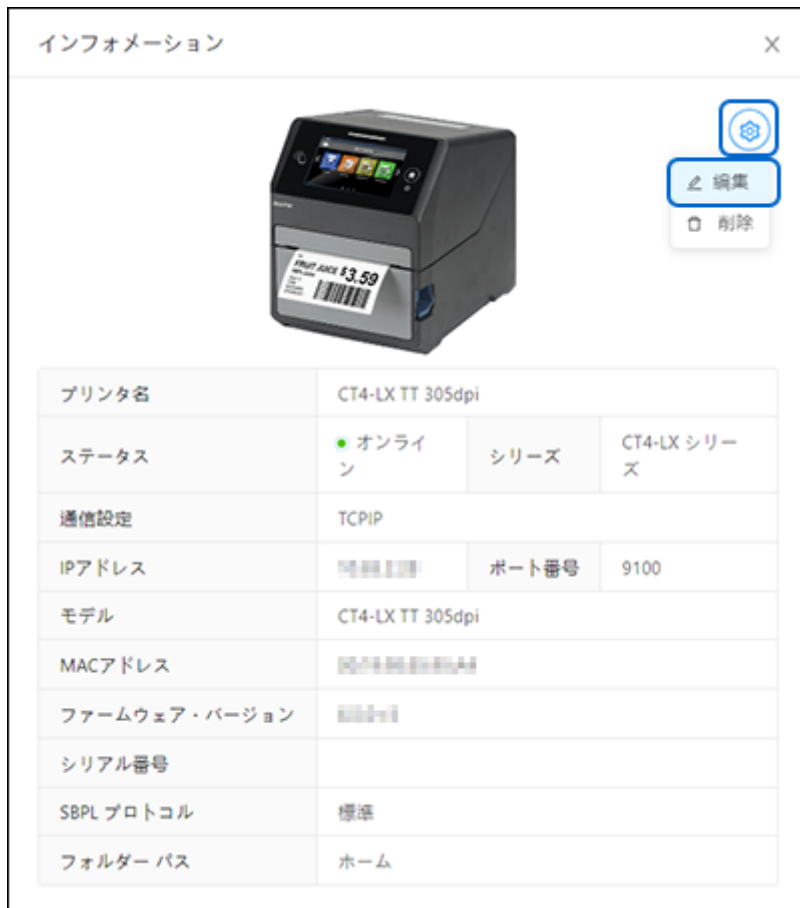 インフォメーション
編集
削除
FRUIT JUICE $3.59
プリンタ名
CT4-LX TT 305dpi
ステータス
オンライ
ン
シリーズ
CT4-LX シリー
ズ
通信設定
TCPIP
IPアドレス
ポート番号
9100
モデル
CT4-LX TT 305dpi
MACアドレス
ファームウェア・バージョン
シリアル番号
SBPL プロトコル
標準
フォルダー パス
ホーム